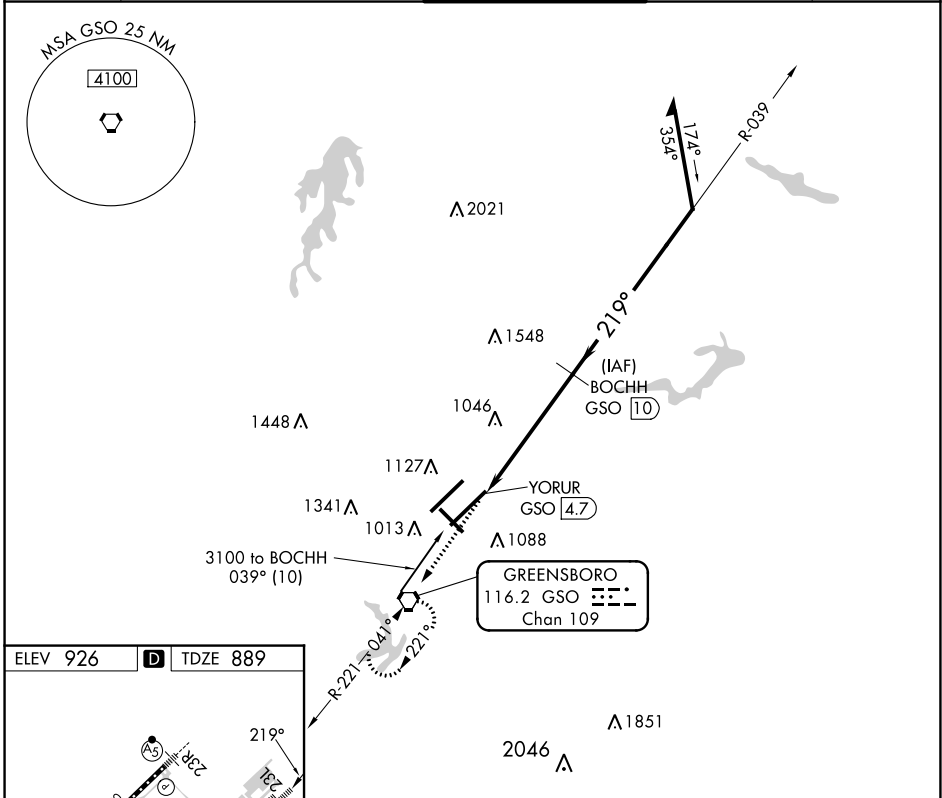 MSA GSO 25 NM
4100
R-039
174°
354°
2021
219°
1548
(IAF)
BOCHH
GSO 10
1046
1448
1127
YORUR
GSO 4.7
1341
1013
1088
3100 to BOCHH
039° (10)
GREENSBORO
116.2 GSO
Chan 109
R-221
041°
221°
ELEV 926
D
TDZE 889
1851
2046
219°
A5
23R
23L
P